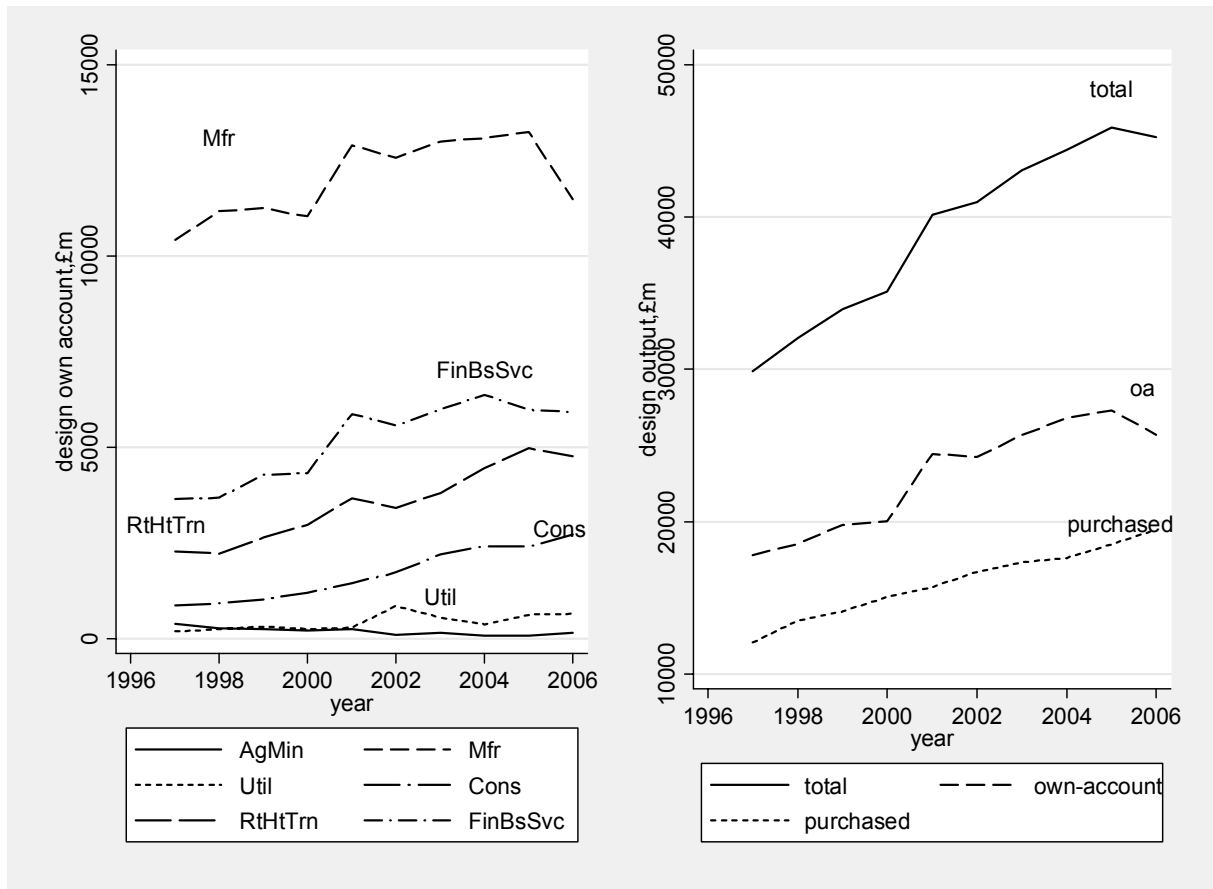 design own account,£m
15000
10000
5000
0
Mfr
FinBsSvc
RtHtTrn
Cons
Util
1996 1998 2000 2002 2004 2006
year
AgMin Mfr
Util Cons
RtHtTrn FinBsSvc
design output,£m
50000
40000
30000
20000
10000
total
oa
purchased
1996 1998 2000 2002 2004 2006
year
total own-account
purchased